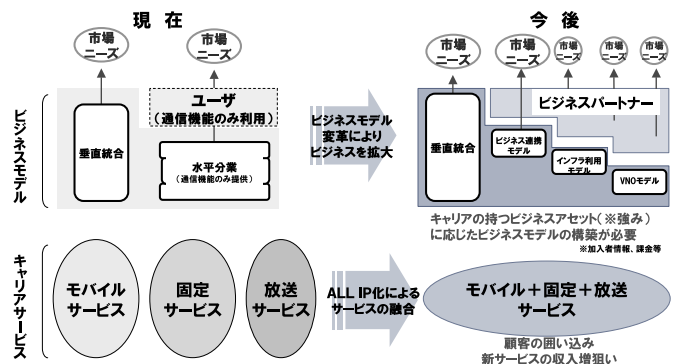 現在
市場
ニーズ
市場
ニーズ
ビジネスモデル
垂直統合
ユーザ
(通信機能のみ利用)
水平分業
(通信機能のみ提供)
ビジネスモデル
変革により
ビジネスを拡大
今後
市場
ニーズ
市場
ニーズ
市場
ニーズ
市場
ニーズ
市場
ニーズ
ビジネスパートナー
垂直統合
ビジネス連携
モデル
インフラ利用
モデル
VNOモデル
キャリアの持つビジネスアセット(※強み)
に応じたビジネスモデルの構築が必要
※加入者情報、課金等
キャリアサービス
モバイル
サービス
固定
サービス
放送
サービス
ALL IP化による
サービスの融合
モバイル+固定+放送
サービス
顧客の囲い込み
新サービスの収入増狙い